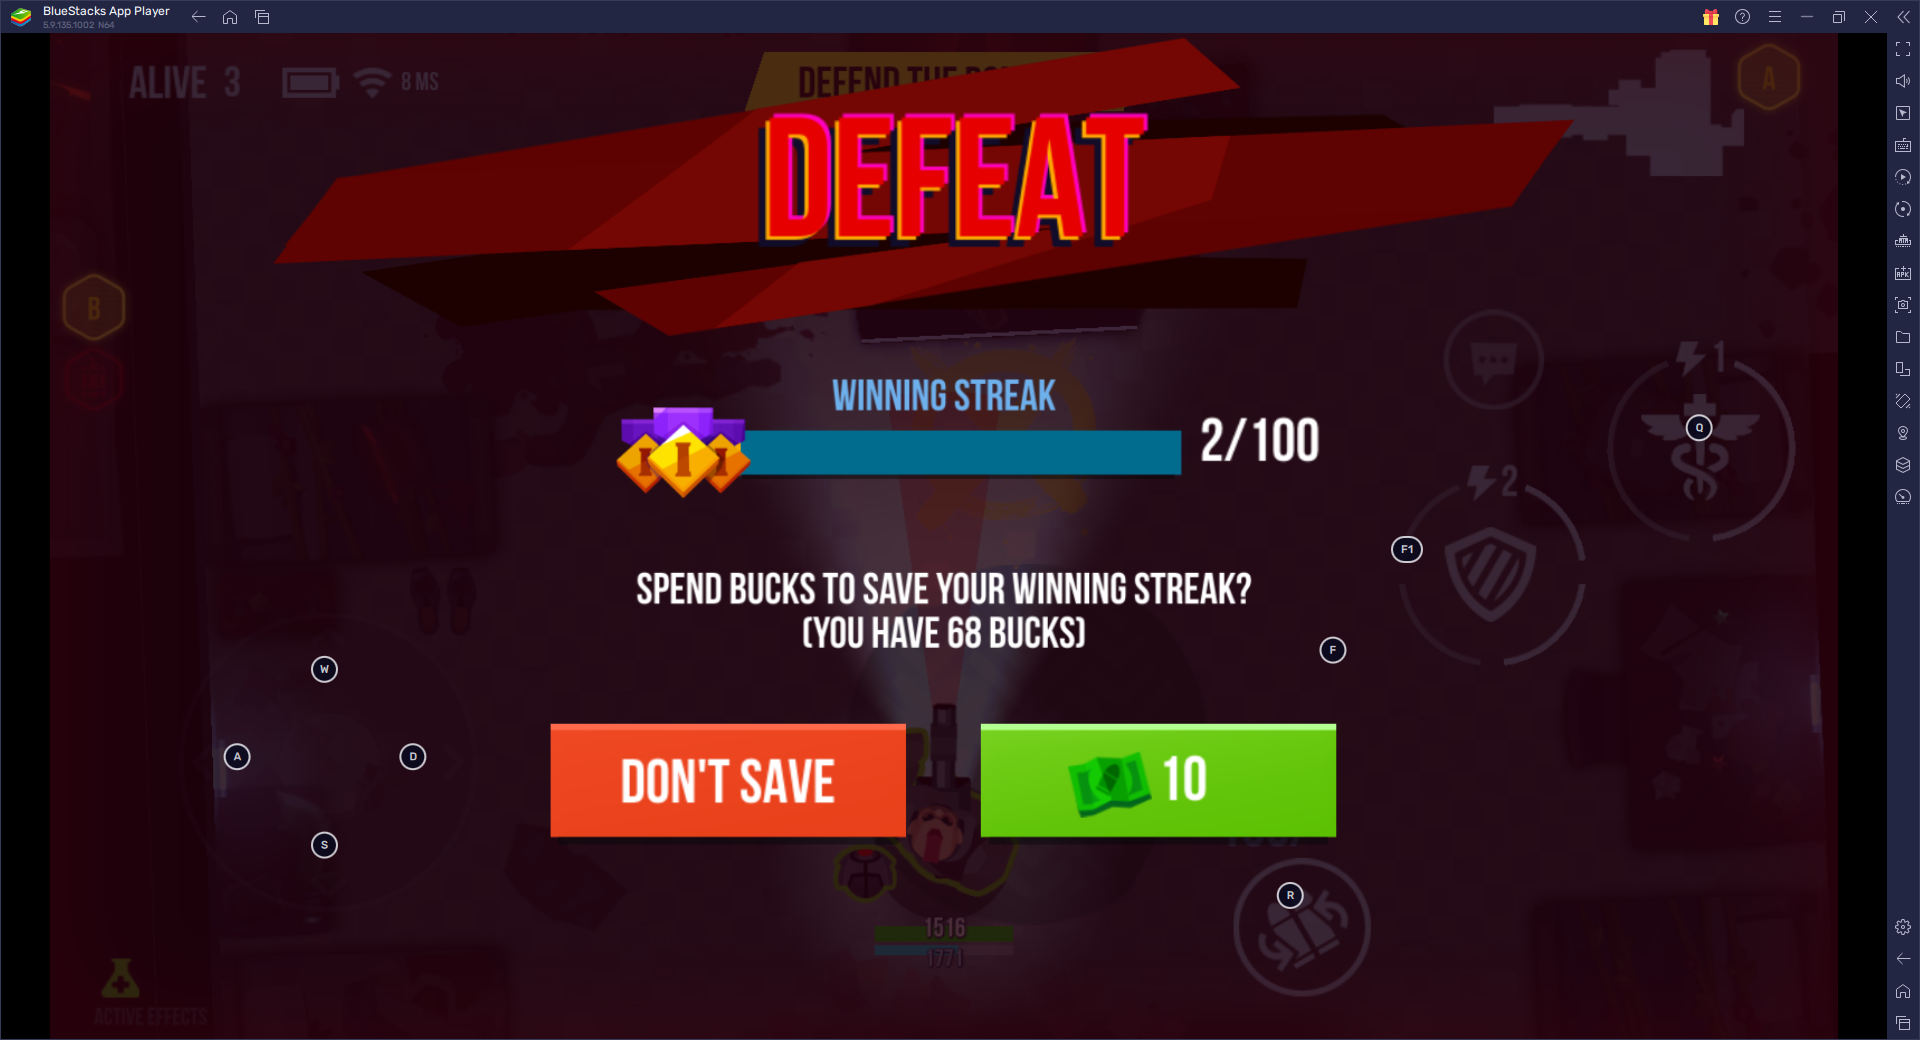 BlueStacks App Player
5.9.135.1002 N64
ALIVE 3
8 MS
DEFEND THE
A
DEFEAT
B
WINNING STREAK
2/100
1
Q
2
F1
SPEND BUCKS TO SAVE YOUR WINNING STREAK?
(YOU HAVE 68 BUCKS)
F
W
A
D
S
DON'T SAVE
10
R
1516
1771
ACTIVE EFFECTS